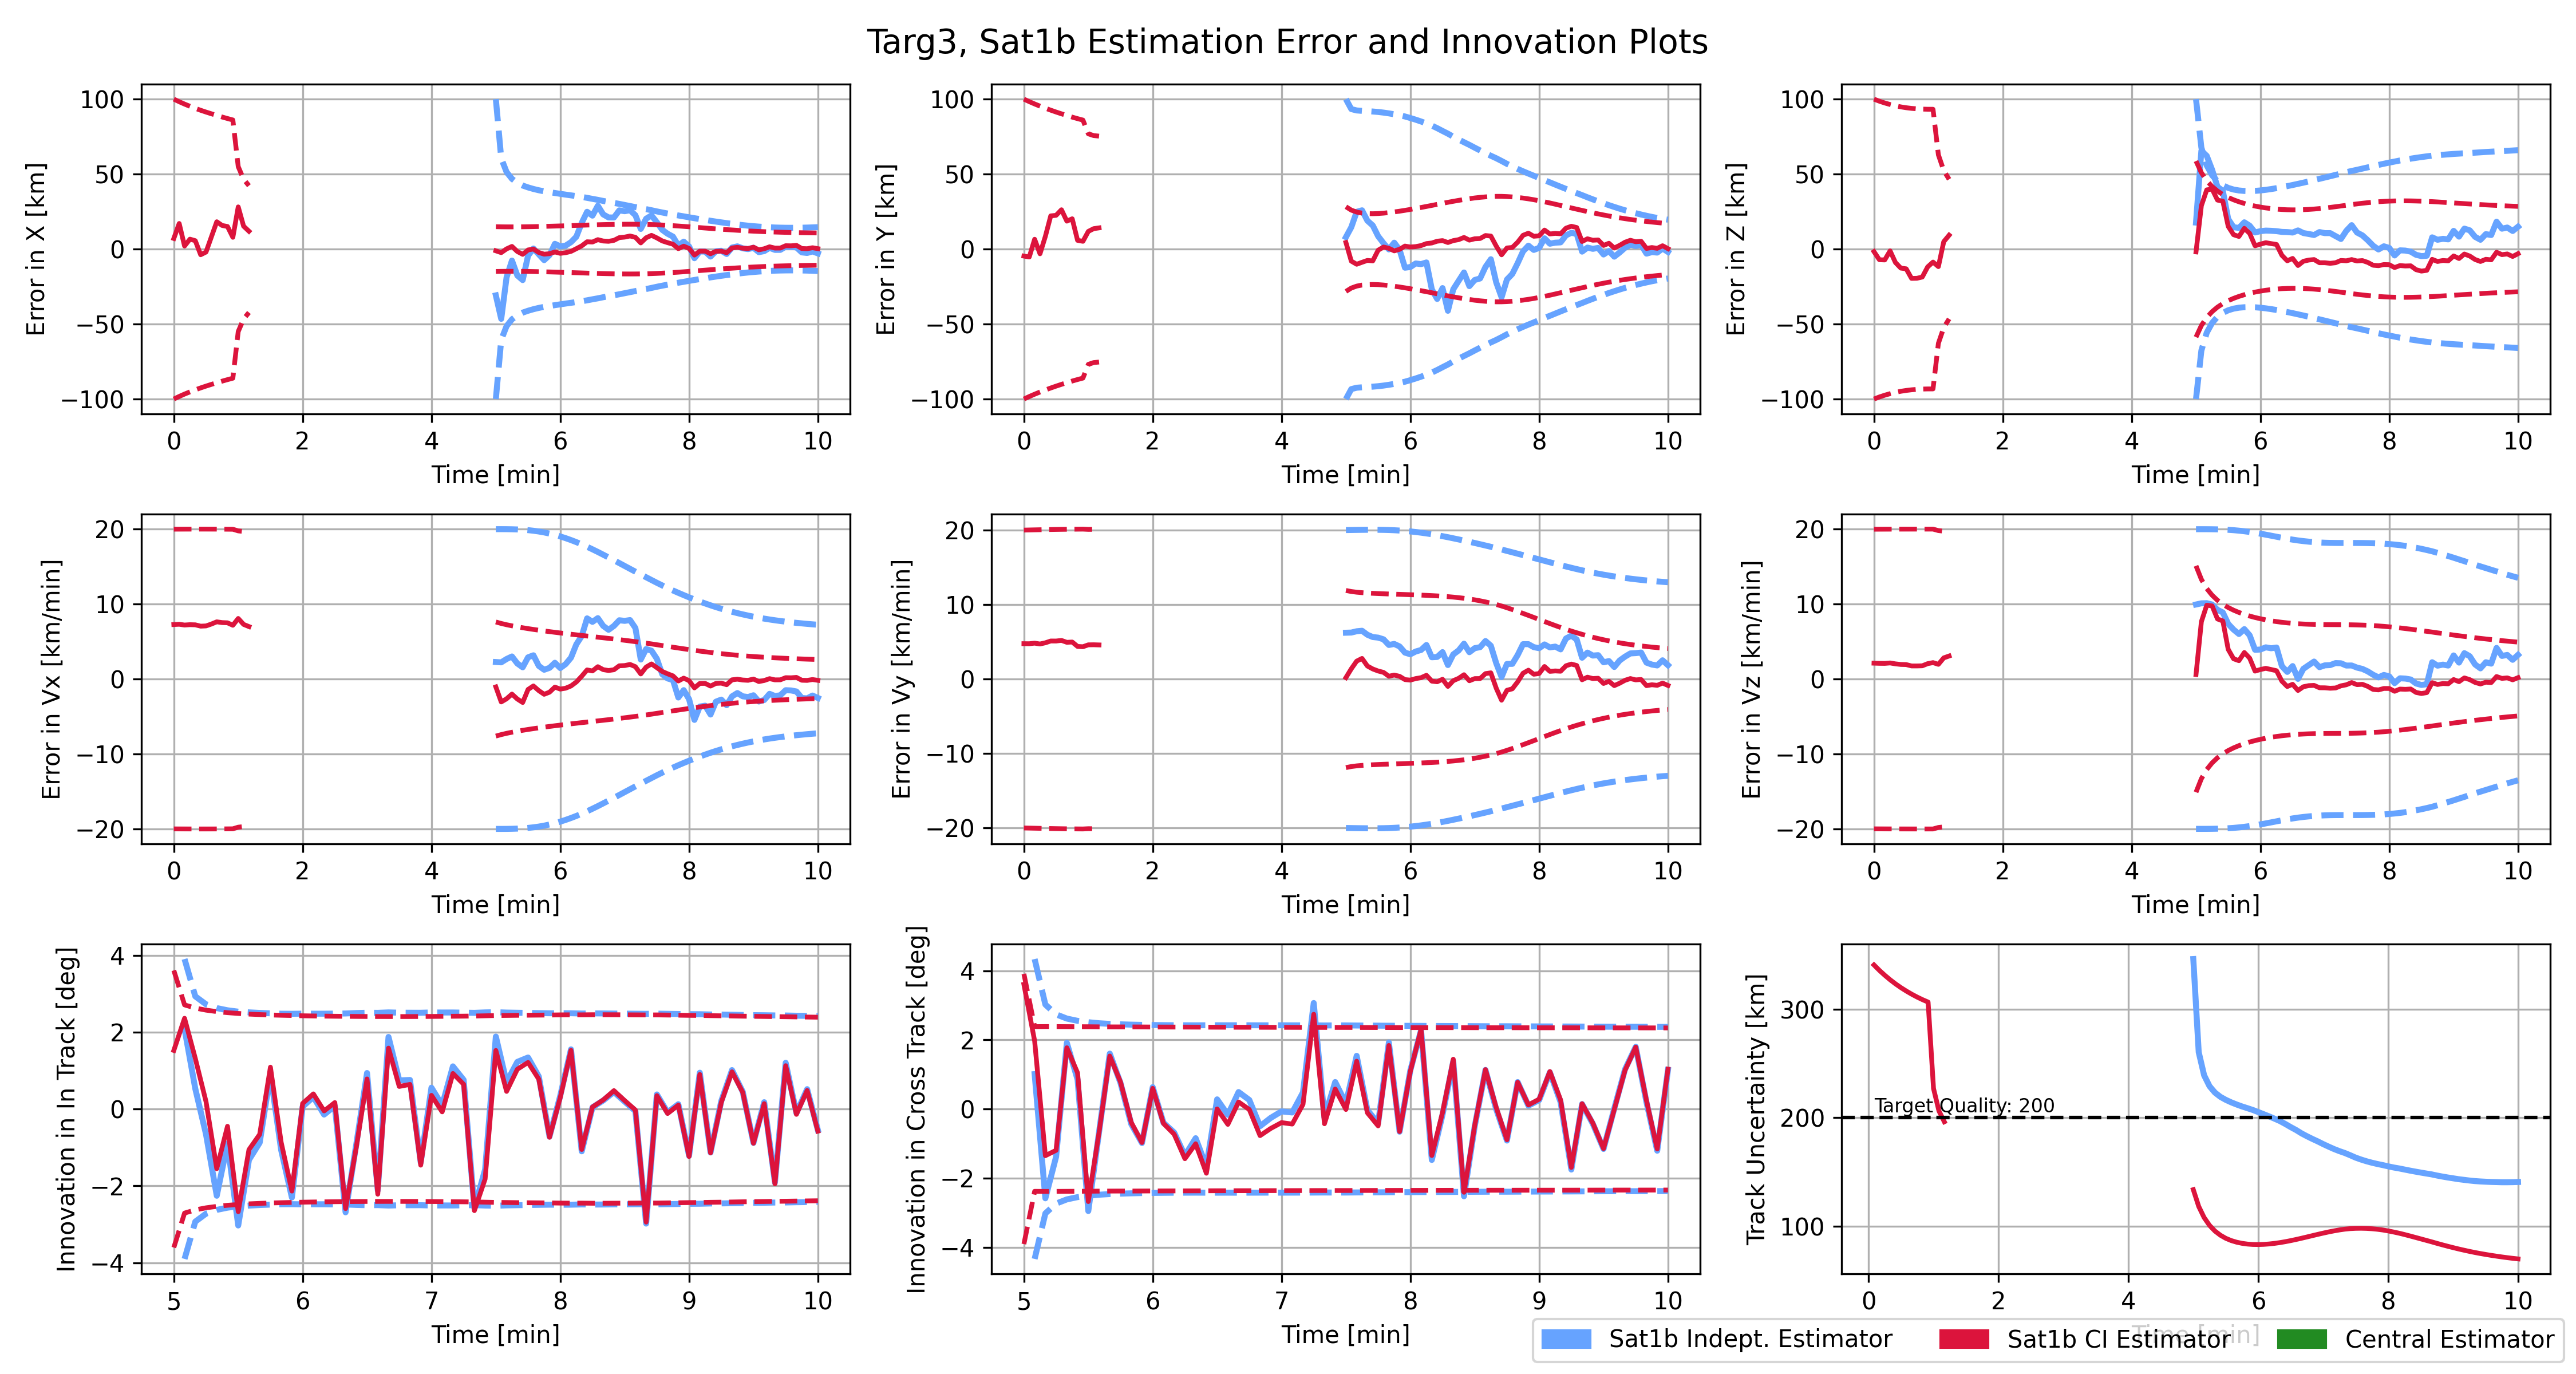 Targ3, Sat1b Estimation Error and Innovation Plots
Error in X [km]
100
50
0
−50
−100
0 2 4 6 8 10
Time [min]
Error in Y [km]
100
50
0
−50
−100
0 2 4 6 8 10
Time [min]
Error in Z [km]
100
50
0
−50
−100
0 2 4 6 8 10
Time [min]
Error in Vx [km/min]
20
10
0
−10
−20
0 2 4 6 8 10
Time [min]
Error in Vy [km/min]
20
10
0
−10
−20
0 2 4 6 8 10
Time [min]
Error in Vz [km/min]
20
10
0
−10
−20
0 2 4 6 8 10
Time [min]
Innovation in In Track [deg]
4
2
0
−2
−4
5 6 7 8 9 10
Time [min]
Innovation in Cross Track [deg]
4
2
0
−2
−4
5 6 7 8 9 10
Time [min]
Track Uncertainty [km]
300
200
100
Target Quality: 200
0 2 4 6 8 10
Time [min]
Sat1b Indept. Estimator
Sat1b CI Estimator
Central Estimator